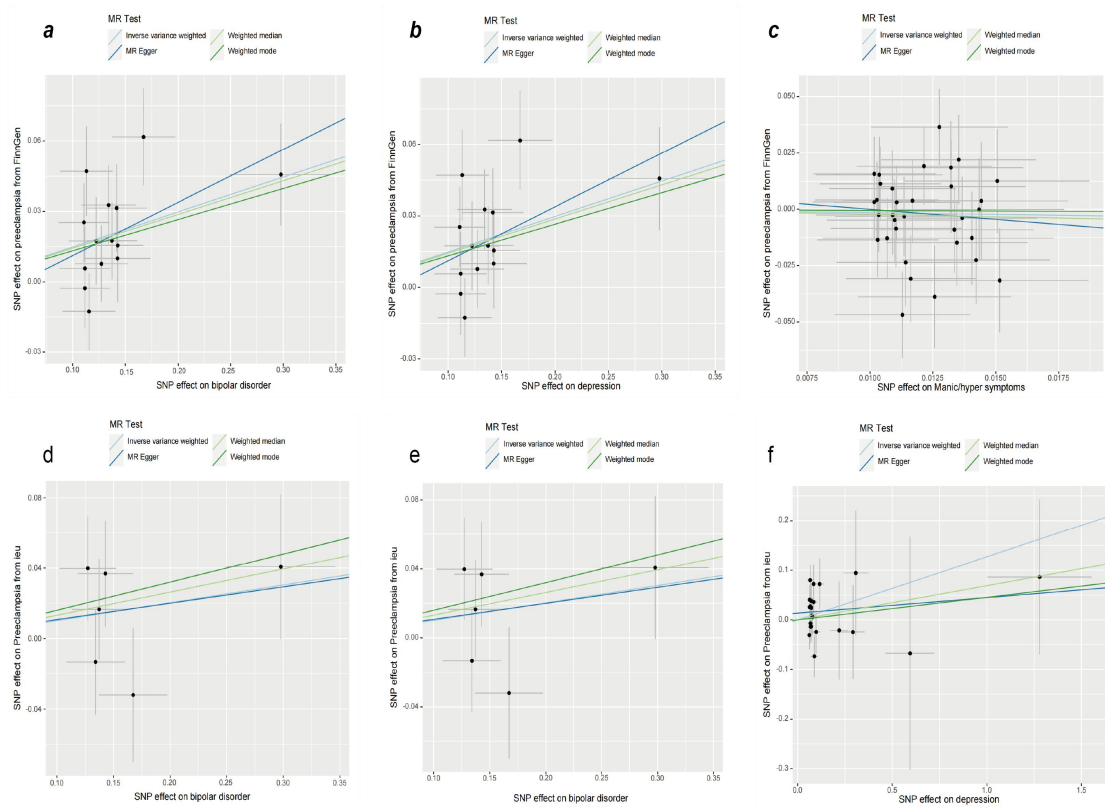 a
MR Test
Inverse variance weighted
Weighted median
MR Egger
Weighted mode
SNP effect on preeclampsia from FinnGen
0.06
0.03
0.00
-0.03
0.10
0.15
0.20
0.25
0.30
0.35
SNP effect on bipolar disorder
b
MR Test
Inverse variance weighted
Weighted median
MR Egger
Weighted mode
SNP effect on preeclampsia from FinnGen
0.06
0.03
0.00
-0.03
0.10
0.15
0.20
0.25
0.30
0.35
SNP effect on depression
c
MR Test
Inverse variance weighted
Weighted median
MR Egger
Weighted mode
SNP effect on preeclampsia from FinnGen
0.050
0.025
0.000
-0.025
-0.050
0.0075
0.0100
0.0125
0.0150
0.0175
SNP effect on Manic/hyper symptoms
d
MR Test
Inverse variance weighted
Weighted median
MR Egger
Weighted mode
SNP effect on Preeclampsia from ieu
0.08
0.04
0.00
-0.04
0.10
0.15
0.20
0.25
0.30
0.35
SNP effect on bipolar disorder
e
MR Test
Inverse variance weighted
Weighted median
MR Egger
Weighted mode
SNP effect on Preeclampsia from ieu
0.08
0.04
0.00
-0.04
0.10
0.15
0.20
0.25
0.30
0.35
SNP effect on bipolar disorder
f
MR Test
Inverse variance weighted
Weighted median
MR Egger
Weighted mode
SNP effect on Preeclampsia from ieu
0.2
0.1
0.0
-0.1
-0.2
-0.3
0.0
0.5
1.0
1.5
SNP effect on depression